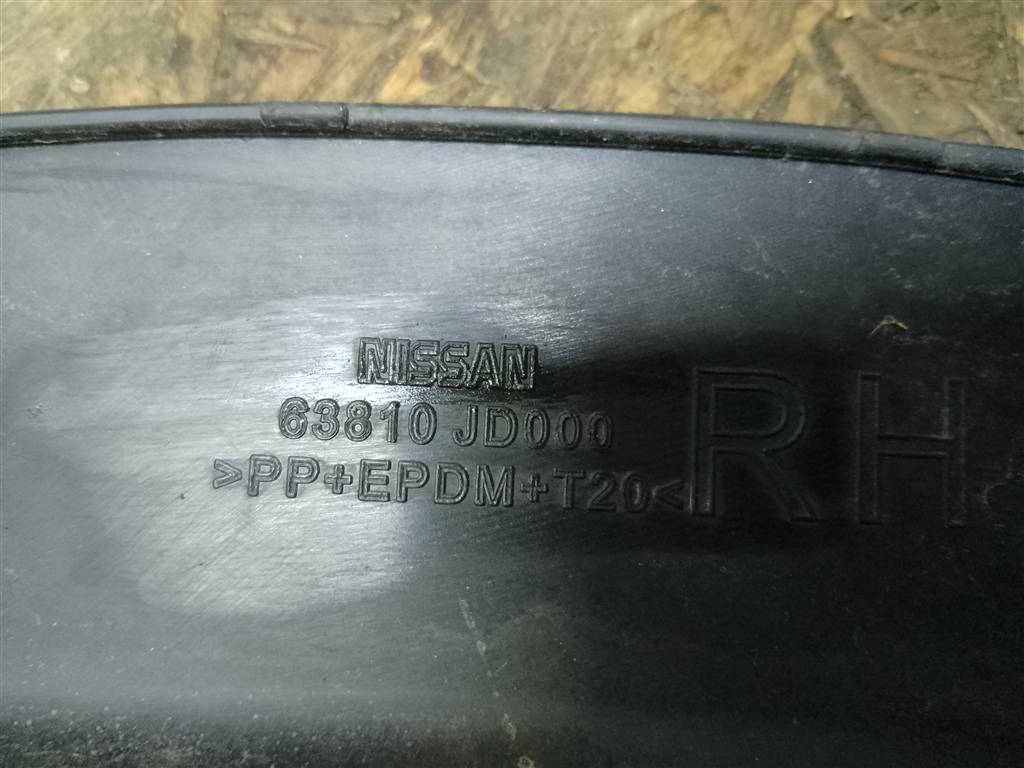 NISSAN
63810 JD000
>PP+EPDM+T20<
RH